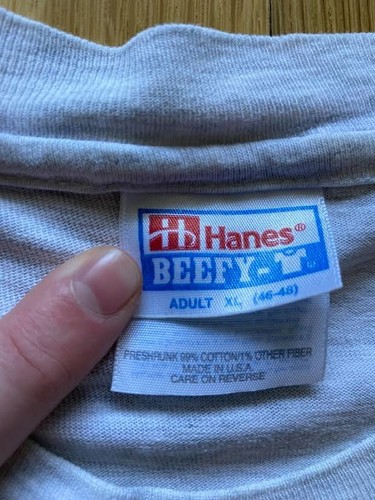 Hanes®
BEEFY-T
ADULT XL (46-48)
PRESHRUNK 99% COTTON/1% OTHER FIBER
MADE IN U.S.A.
CARE ON REVERSE